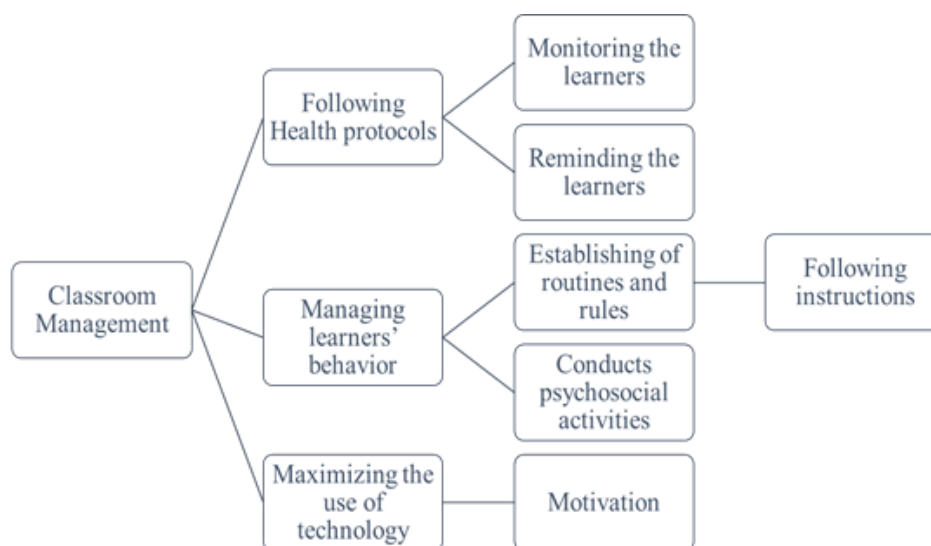 Classroom
Management
Following
Health protocols
Monitoring the
learners
Reminding the
learners
Managing
learners’
behavior
Establishing of
routines and
rules
Following
instructions
Conducts
psychosocial
activities
Maximizing the
use of
technology
Motivation